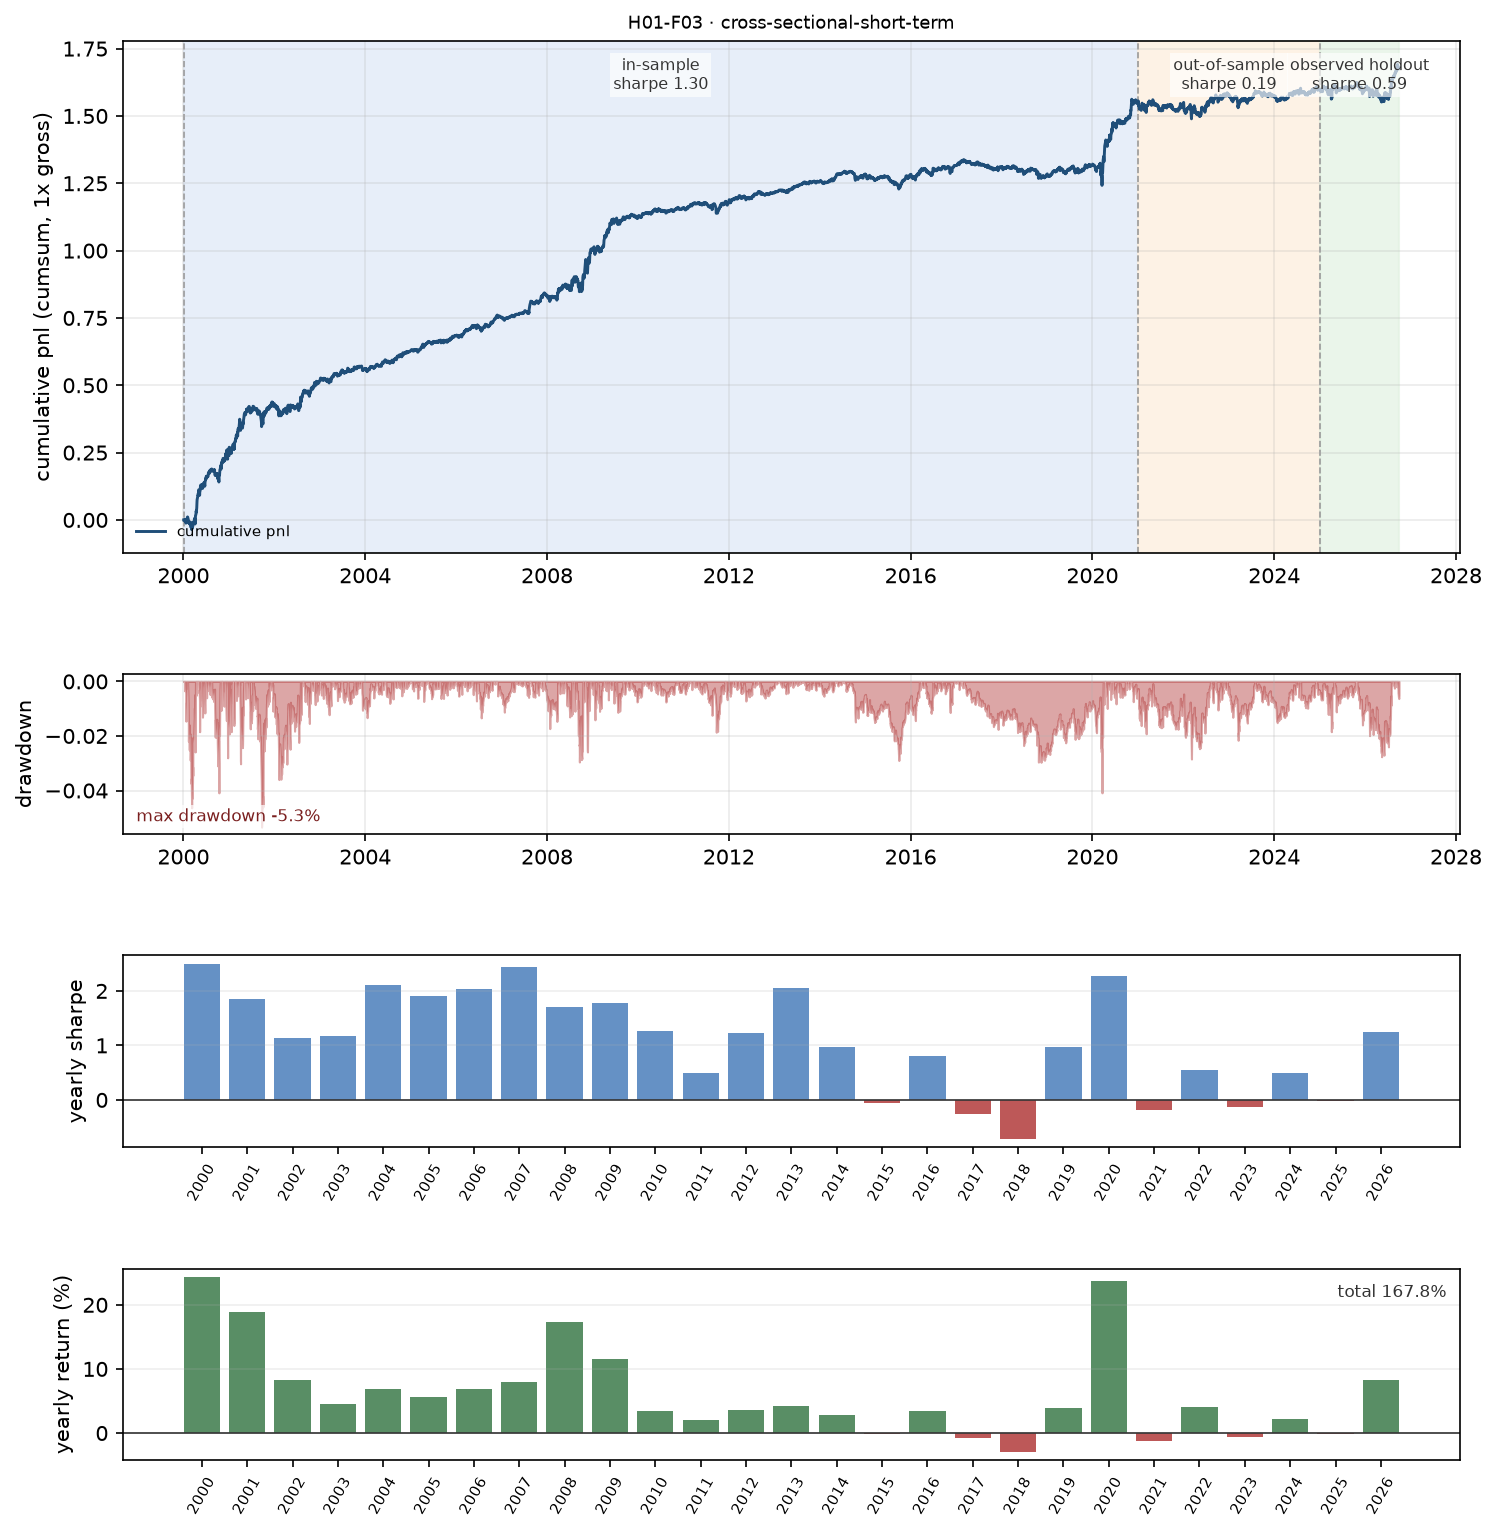 H01-F03 · cross-sectional-short-term
cumulative pnl (cumsum, 1x gross)
1.75
1.50
1.25
1.00
0.75
0.50
0.25
0.00
in-sample
sharpe 1.30
out-of-sample
sharpe 0.19
observed holdout
sharpe 0.59
cumulative pnl
2000 2004 2008 2012 2016 2020 2024 2028
drawdown
0.00
−0.02
−0.04
max drawdown -5.3%
2000 2004 2008 2012 2016 2020 2024 2028
yearly sharpe
2
1
0
2000 2001 2002 2003 2004 2005 2006 2007 2008 2009 2010 2011 2012 2013 2014 2015 2016 2017 2018 2019 2020 2021 2022 2023 2024 2025 2026
yearly return (%)
20
10
0
total 167.8%
2000 2001 2002 2003 2004 2005 2006 2007 2008 2009 2010 2011 2012 2013 2014 2015 2016 2017 2018 2019 2020 2021 2022 2023 2024 2025 2026